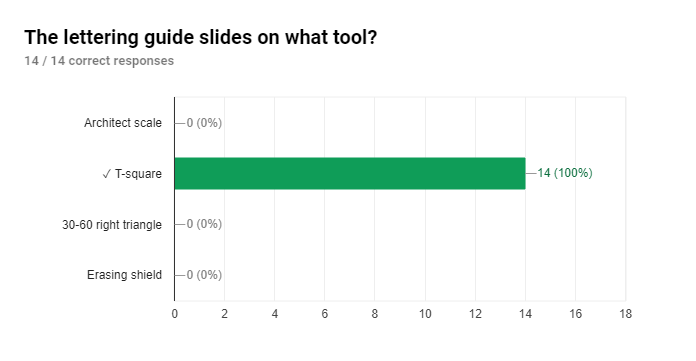 The lettering guide slides on what tool?
14 / 14 correct responses
Architect scale 0 (0%)
✓ T-square 14 (100%)
30-60 right triangle 0 (0%)
Erasing shield 0 (0%)
0 2 4 6 8 10 12 14 16 18